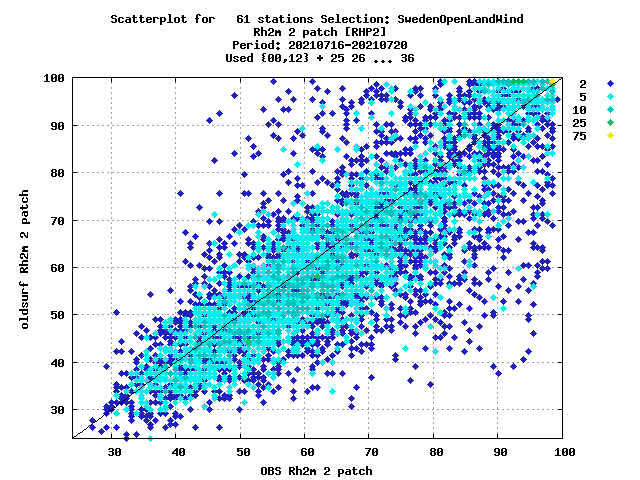 Scatterplot for 61 stations Selection: SwedenOpenLandWind
Rh2m 2 patch [RHP2]
Period: 20210716-20210720
Used {00,12} + 25 26 ... 36
100
90
80
70
60
50
40
30
oldsurf Rh2m 2 patch
30 40 50 60 70 80 90 100
OBS Rh2m 2 patch
2
5
10
25
75